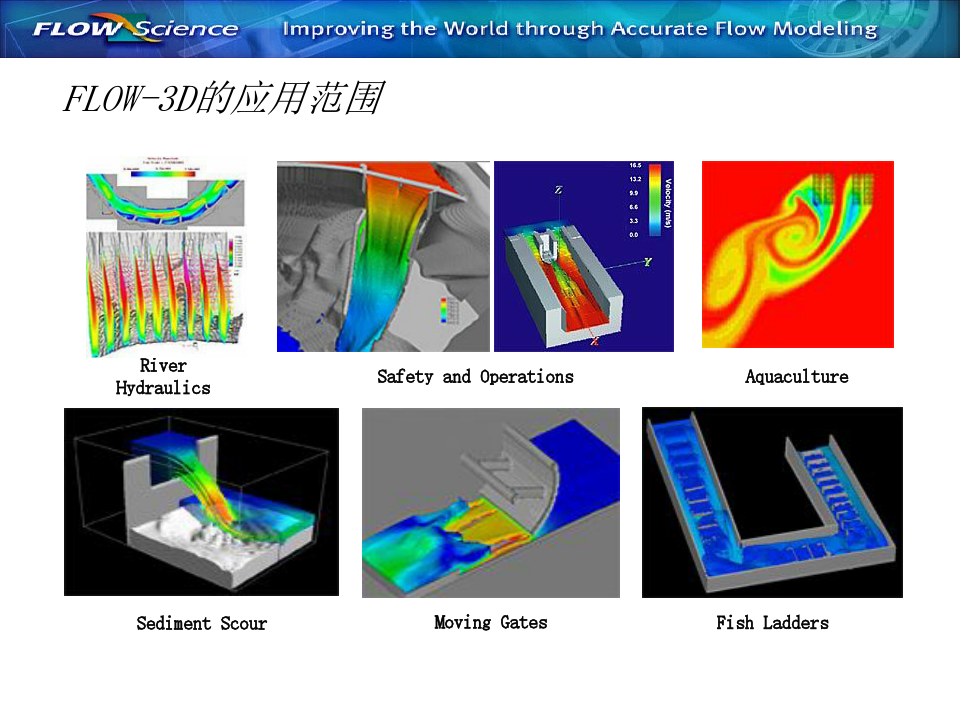 FLOW Science
Improving the World through Accurate Flow Modeling
FLOW-3D的应用范围
16.5
13.2
9.9
6.6
3.3
0.0
Velocity (m/s)
Z
Y
X
River
Hydraulics
Safety and Operations
Aquaculture
Sediment Scour
Moving Gates
Fish Ladders